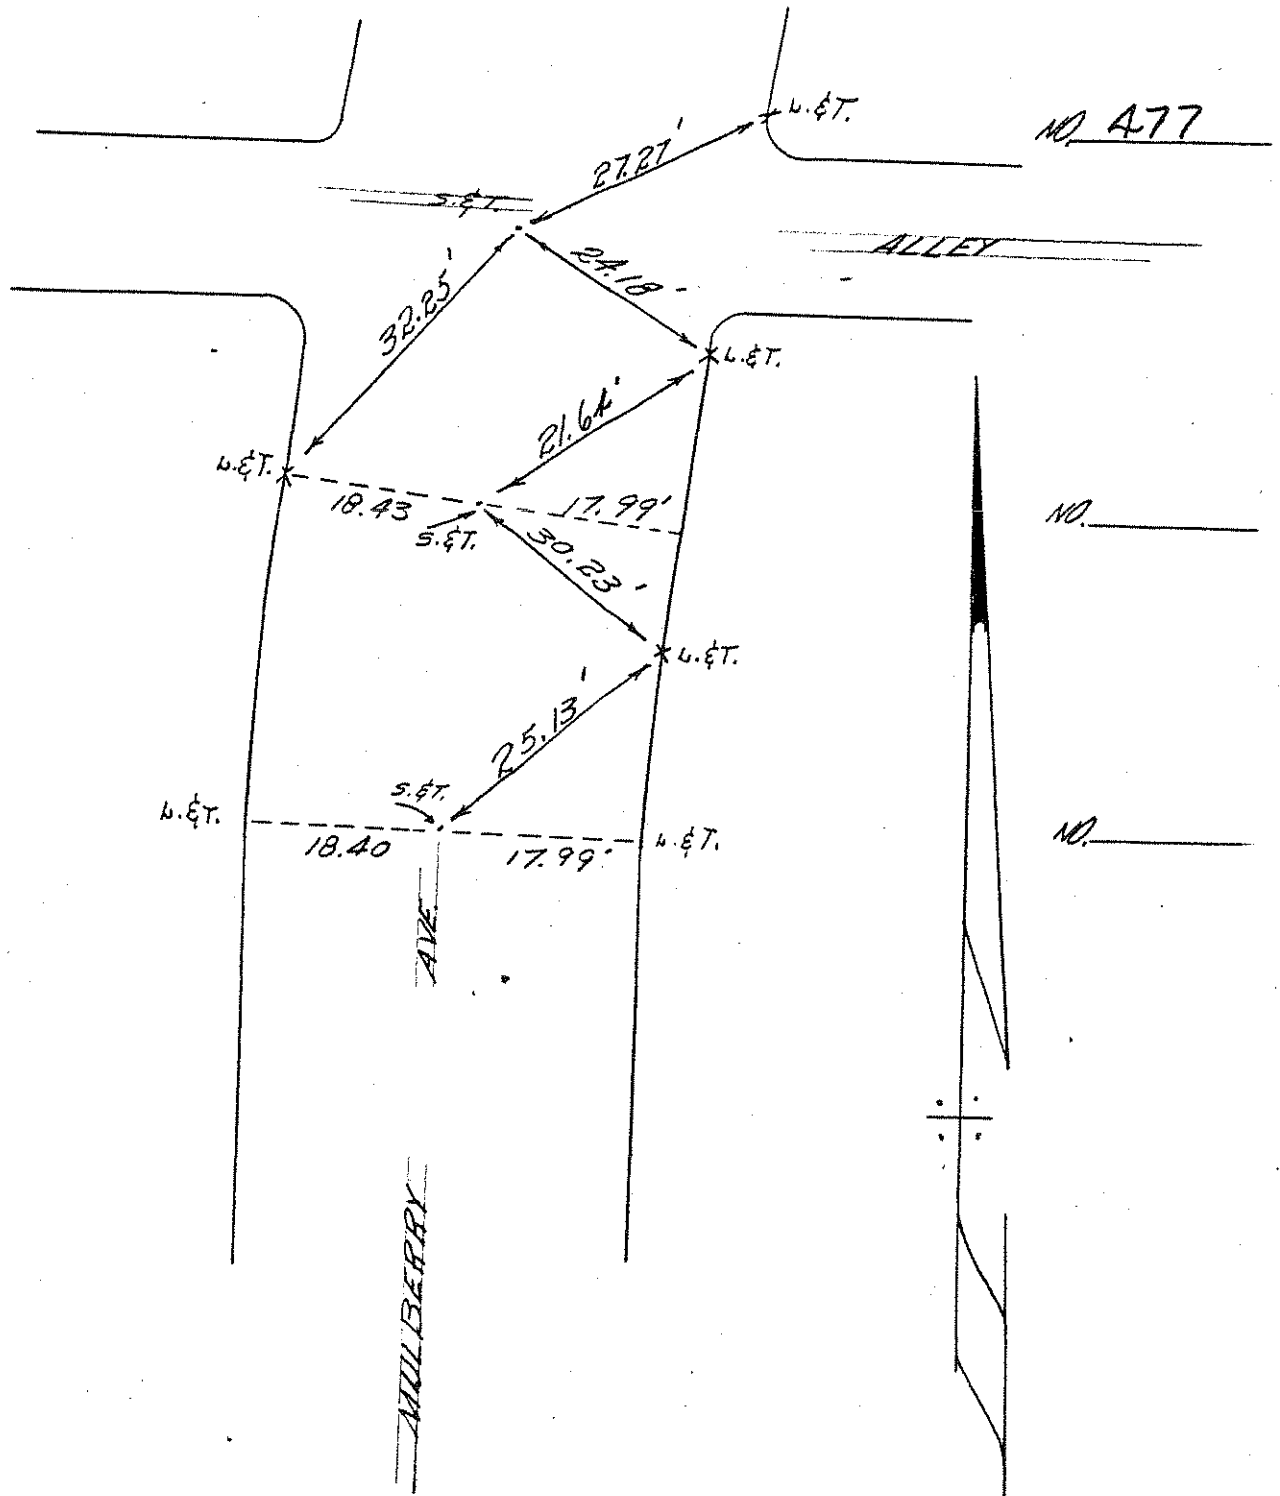 L.&T.
NO. 477
27.27'
S.&T.
ALLEY
24.18'
32.25'
L.&T.
21.64'
L.&T.
18.43
17.99'
S.&T.
NO.
30.23'
L.&T.
25.13'
S.&T.
L.&T.
18.40
17.99'
L.&T.
NO.
MULBERRY AVE.